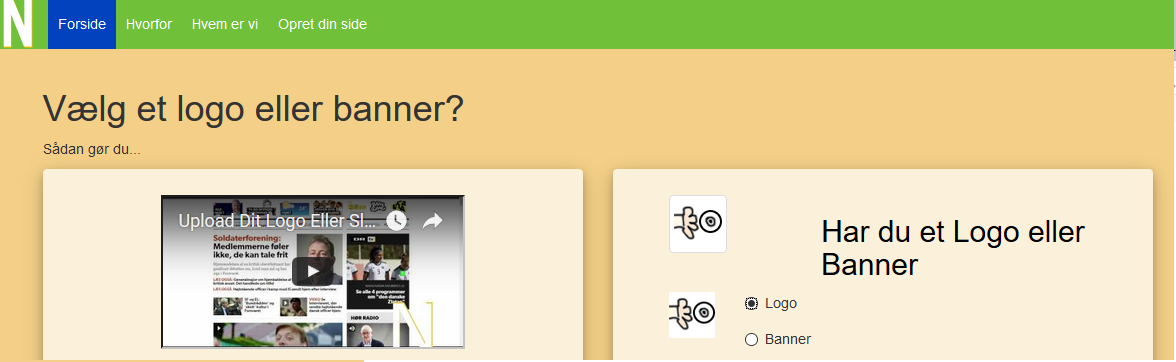 N
Forside Hvorfor Hvem er vi Opret din side
Vælg et logo eller banner?
Sådan gør du...
Upload Dit Logo Eller Sl...
Soldaterforening:
Medlemmerne føler
ikke, de kan tale frit
HØR RADIO
Se alle 4 programmer
om "den danske
N
Har du et Logo eller
Banner
Logo
Banner